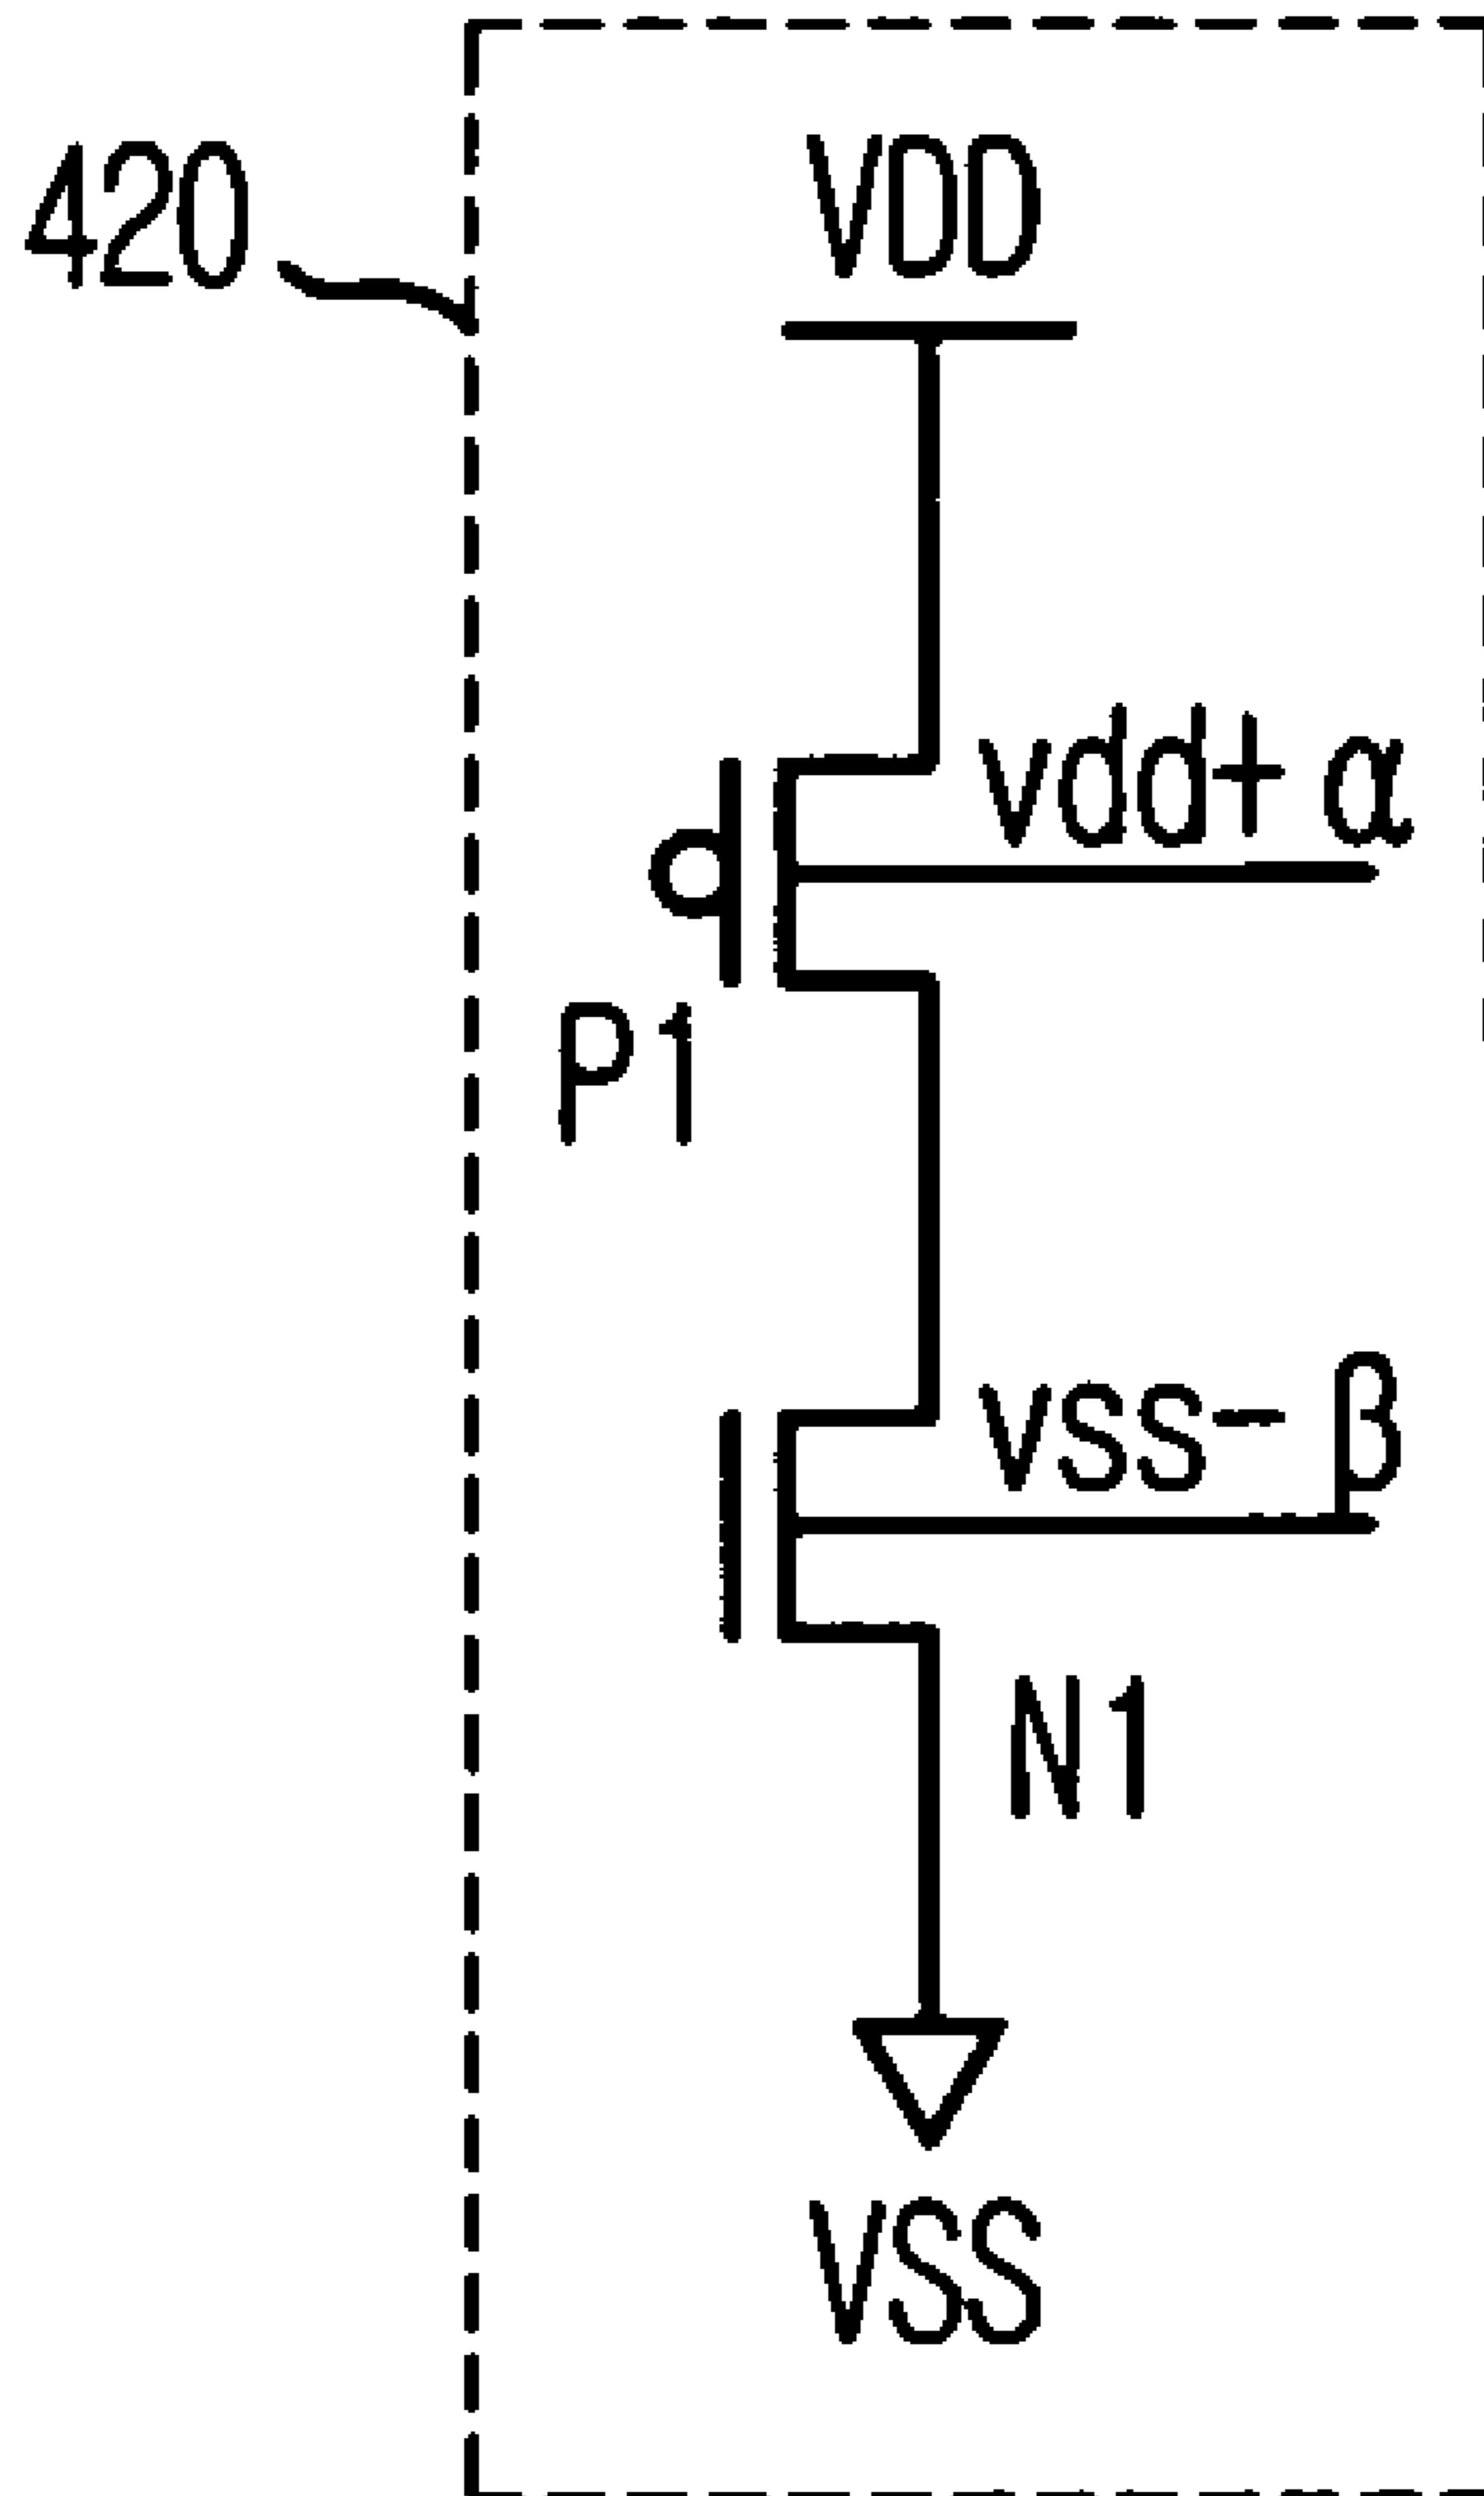 420
VDD
vdd+ α
P1
vss- β
N1
VSS